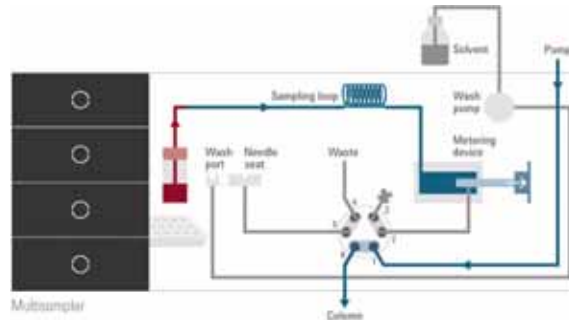 Solvent
Pump
Sampling loop
Wash
pump
Wash
port
Needle
seat
Waste
Metering
device
Multisampler
Column